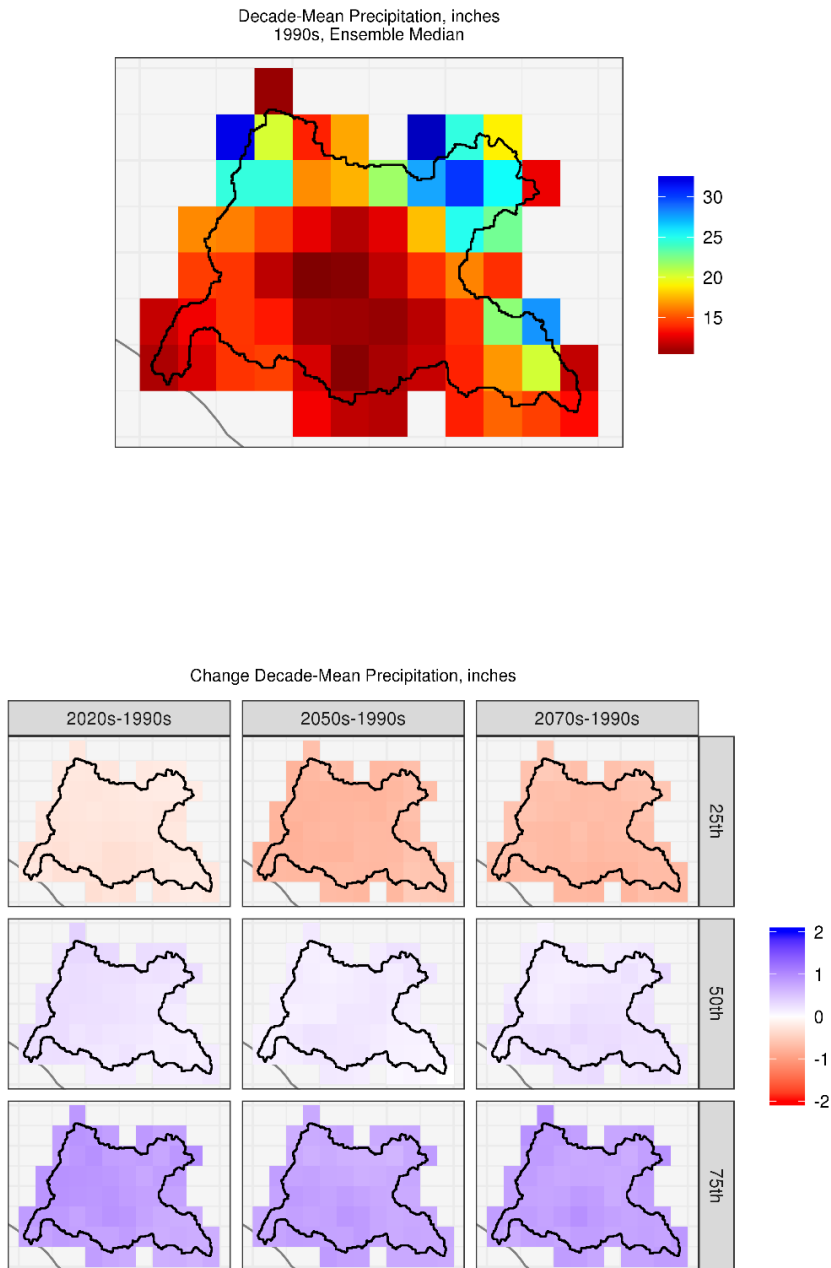 Decade-Mean Precipitation, inches
1990s, Ensemble Median
30
25
20
15
Change Decade-Mean Precipitation, inches
2020s-1990s
2050s-1990s
2070s-1990s
25th
50th
75th
2
1
0
-1
-2